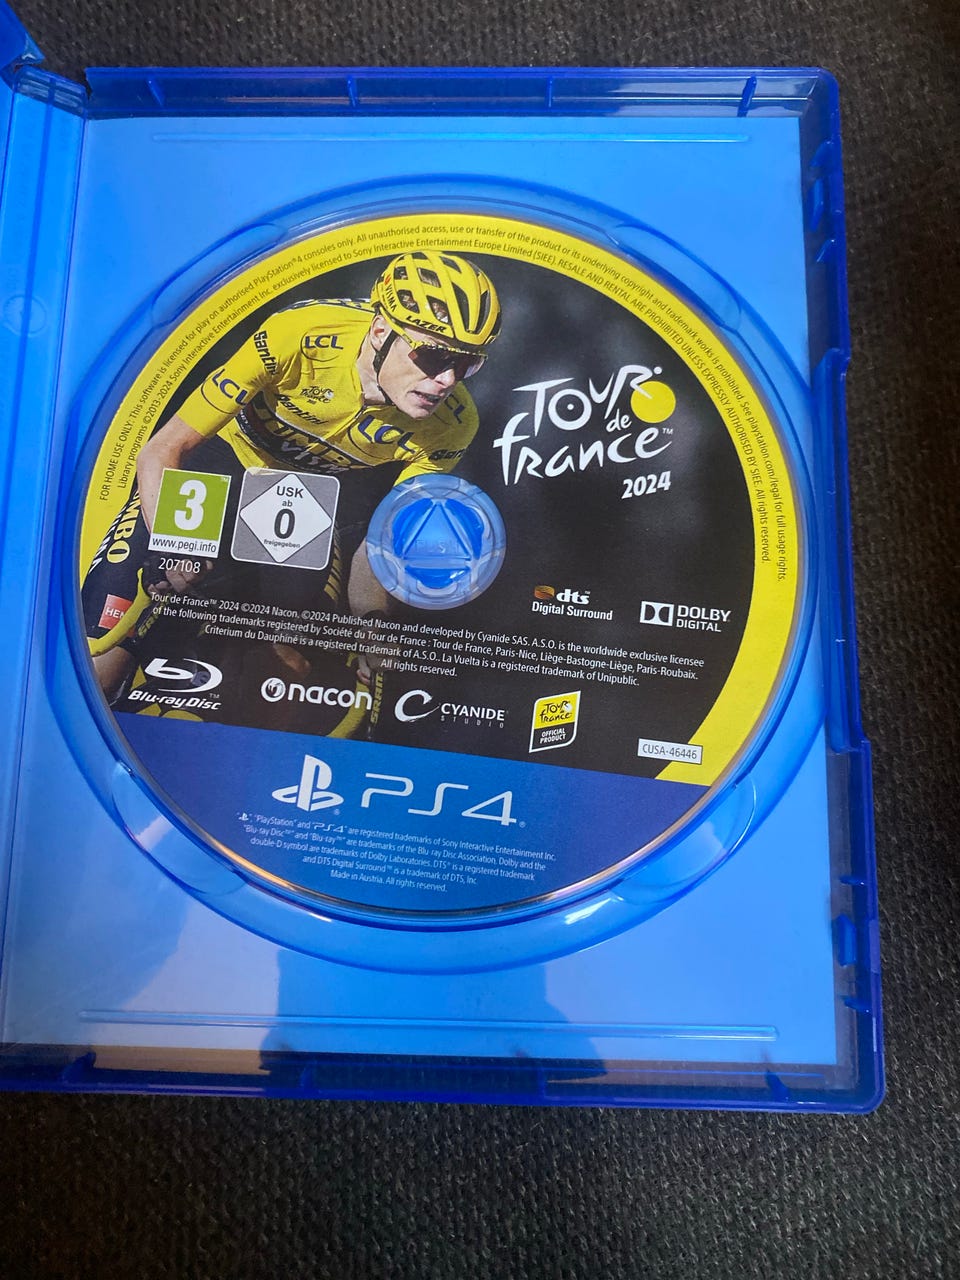 FOR HOME USE ONLY: This software is licensed for play on authorised PlayStation®4 consoles only. All unauthorised access, use or transfer of the product or its underlying copyright and trademark works is prohibited. See playstation.com/legal for full usage rights.
Library programs ©2013-2024 Sony Interactive Entertainment Inc. exclusively licensed to Sony Interactive Entertainment Europe Limited (SIEE). RESALE AND RENTAL ARE PROHIBITED UNLESS EXPRESSLY AUTHORISED BY SIEE. All rights reserved.
VISMA
LAZER
LCL
LCL
LCL
TOUR
de
france™
2024
3
www.pegi.info
207108
USK
ab
0
freigegeben
dts™
Digital Surround
DOLBY
DIGITAL
Tour de France™ 2024 ©2024 Nacon. ©2024 Published Nacon and developed by Cyanide SAS. A.S.O. is the worldwide exclusive licensee
of the following trademarks registered by Société du Tour de France : Tour de France, Paris-Nice, Liège-Bastogne-Liège, Paris-Roubaix.
Criterium du Dauphiné is a registered trademark of A.S.O.. La Vuelta is a registered trademark of Unipublic.
All rights reserved.
Blu-ray Disc™
nacon
CYANIDE®
STUDIO
TOUR
de
france
OFFICIAL
PRODUCT
CUSA-46446
PS4®
"PlayStation" and "PS4" are registered trademarks of Sony Interactive Entertainment Inc.
"Blu-ray Disc™" and "Blu-ray™" are trademarks of the Blu ray Disc Association. Dolby and the
double-D symbol are trademarks of Dolby Laboratories. DTS® is a registered trademark
and DTS Digital Surround™ is a trademark of DTS, Inc.
Made in Austria. All rights reserved.